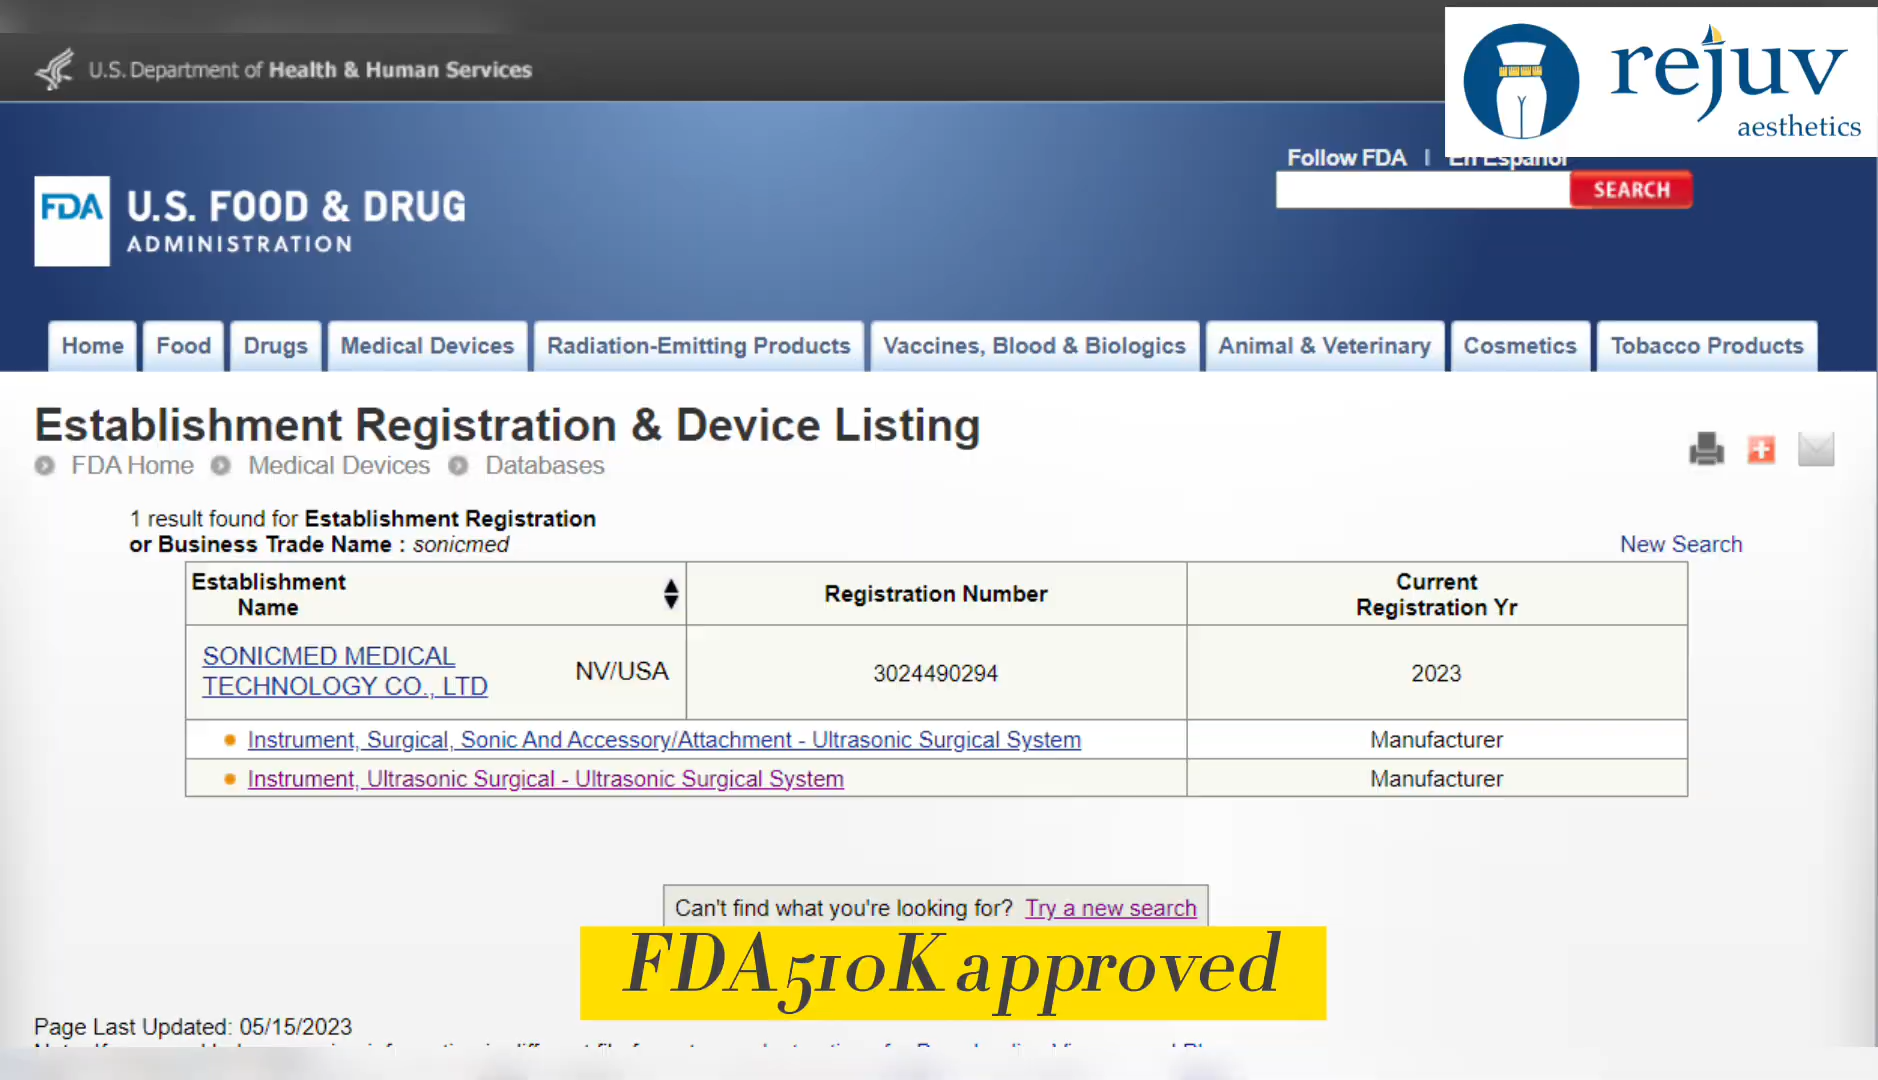 U.S. Department of Health & Human Services
rejuv
aesthetics
Follow FDA | En Español
SEARCH
FDA
U.S. FOOD & DRUG
ADMINISTRATION
Home Food Drugs Medical Devices Radiation-Emitting Products Vaccines, Blood & Biologics Animal & Veterinary Cosmetics Tobacco Products
Establishment Registration & Device Listing
FDA Home Medical Devices Databases
1 result found for Establishment Registration
or Business Trade Name : sonicmed
New Search
Establishment
Name
Registration Number
Current
Registration Yr
SONICMED MEDICAL
TECHNOLOGY CO., LTD
NV/USA
3024490294
2023
Instrument, Surgical, Sonic And Accessory/Attachment - Ultrasonic Surgical System Manufacturer
Instrument, Ultrasonic Surgical - Ultrasonic Surgical System Manufacturer
Can't find what you're looking for? Try a new search
FDA510K approved
Page Last Updated: 05/15/2023